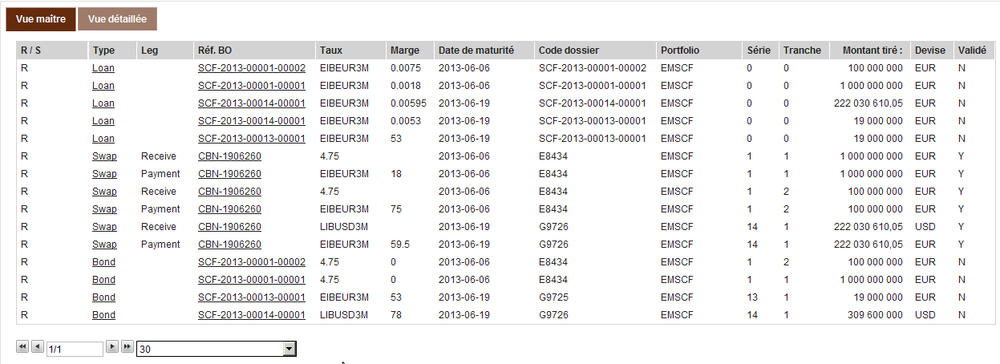 Vue maître Vue détaillée
R / S Type Leg Réf. BO Taux Marge Date de maturité Code dossier Portfolio Série Tranche Montant tiré : Devise Validé
R Loan SCF-2013-00001-00002 EIBEUR3M 0.0075 2013-06-06 SCF-2013-00001-00002 EMSCF 0 0 100 000 000 EUR N
R Loan SCF-2013-00001-00001 EIBEUR3M 0.0018 2013-06-06 SCF-2013-00001-00001 EMSCF 0 0 1 000 000 000 EUR N
R Loan SCF-2013-00014-00001 EIBEUR3M 0.00595 2013-06-19 SCF-2013-00014-00001 EMSCF 0 0 222 030 610,05 EUR N
R Loan SCF-2013-00014-00001 EIBEUR3M 0.0053 2013-06-19 SCF-2013-00013-00001 EMSCF 0 0 19 000 000 EUR N
R Loan SCF-2013-00013-00001 EIBEUR3M 53 2013-06-19 SCF-2013-00013-00001 EMSCF 0 0 19 000 000 EUR N
R Swap Receive CBN-1906260 4.75 2013-06-06 E8434 EMSCF 1 1 1 000 000 000 EUR Y
R Swap Payment CBN-1906260 EIBEUR3M 18 2013-06-06 E8434 EMSCF 1 1 1 000 000 000 EUR Y
R Swap Receive CBN-1906260 4.75 2013-06-06 E8434 EMSCF 1 2 100 000 000 EUR Y
R Swap Payment CBN-1906260 EIBEUR3M 75 2013-06-06 E8434 EMSCF 1 2 100 000 000 EUR Y
R Swap Receive CBN-1906260 LIBUSD3M 2013-06-19 G9726 EMSCF 14 1 222 030 610,05 USD Y
R Swap Payment CBN-1906260 EIBEUR3M 59.5 2013-06-19 G9726 EMSCF 14 1 222 030 610,05 EUR Y
R Bond SCF-2013-00001-00002 4.75 0 2013-06-06 E8434 EMSCF 1 2 100 000 000 EUR N
R Bond SCF-2013-00001-00001 4.75 0 2013-06-06 E8434 EMSCF 1 1 1 000 000 000 EUR N
R Bond SCF-2013-00013-00001 EIBEUR3M 53 2013-06-19 G9725 EMSCF 13 1 19 000 000 EUR N
R Bond SCF-2013-00014-00001 LIBUSD3M 78 2013-06-19 G9726 EMSCF 14 1 309 600 000 USD N
1/1 30